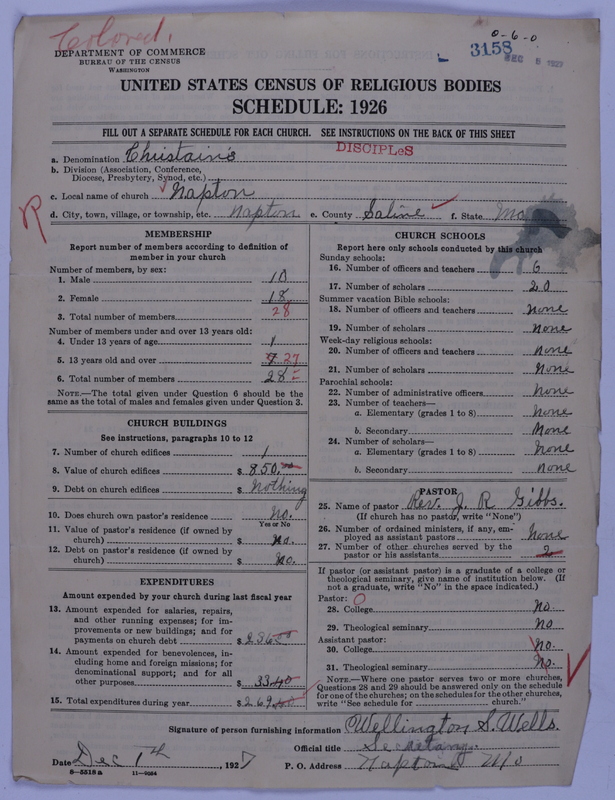 Colored.
0-6-0
3158
DEC 5 1927
DEPARTMENT OF COMMERCE
BUREAU OF THE CENSUS
WASHINGTON
UNITED STATES CENSUS OF RELIGIOUS BODIES
SCHEDULE: 1926
FILL OUT A SEPARATE SCHEDULE FOR EACH CHURCH. SEE INSTRUCTIONS ON THE BACK OF THIS SHEET
DISCIPLeS
a. Denomination Christains
b. Division (Association, Conference,
Diocese, Presbytery, Synod, etc.)
c. Local name of church Napton
d. City, town, village, or township, etc. Napton e. County Saline f. State Mo
R
MEMBERSHIP
Report number of members according to definition of
member in your church
Number of members, by sex:
1. Male 10
2. Female 18
3. Total number of members 28
Number of members under and over 13 years old:
4. Under 13 years of age 1
5. 13 years old and over 27
6. Total number of members 28
NOTE.—The total given under Question 6 should be
same as the total of males and females given under Question 3.
CHURCH BUILDINGS
See instructions, paragraphs 10 to 12
7. Number of church edifices 1
8. Value of church edifices $ 850.00
9. Debt on church edifices $ Nothing
10. Does church own pastor's residence No.
Yes or No
11. Value of pastor's residence (if owned by
church) $ no.
12. Debt on pastor's residence (if owned by
church) $ No.
EXPENDITURES
Amount expended by your church during last fiscal year
13. Amount expended for salaries, repairs,
and other running expenses; for im-
provements or new buildings; and for
payments on church debt $
14. Amount expended for benevolences, in-
cluding home and foreign missions; for
denominational support; and for all
other purposes $ 33.40
15. Total expenditures during year $ 269.40
CHURCH SCHOOLS
Report here only schools conducted by this church
Sunday schools:
16. Number of officers and teachers 6
17. Number of scholars 20
Summer vacation Bible schools:
18. Number of officers and teachers none
19. Number of scholars none
Week-day religious schools:
20. Number of officers and teachers none
21. Number of scholars none
Parochial schools:
22. Number of administrative officers none
23. Number of teachers—
a. Elementary (grades 1 to 8) none
b. Secondary None
24. Number of scholars—
a. Elementary (grades 1 to 8) none
b. Secondary none
PASTOR
25. Name of pastor Rev. J. R Gibbs.
(If church has no pastor, write "None")
26. Number of ordained ministers, if any, em-
ployed as assistant pastors None
27. Number of other churches served by the
pastor or his assistants 2
If pastor (or assistant pastor) is a graduate of a college or
theological seminary, give name of institution below. (If
not a graduate, write "No" in the space indicated.)
Pastor: 0
28. College no.
29. Theological seminary no
Assistant pastor:
30. College no.
31. Theological seminary no.
NOTE.—Where one pastor serves two or more churches,
Questions 28 and 29 should be answered only on the schedule
for one of the churches; on the schedules for the other churches,
write "See schedule for church."
Signature of person furnishing information Wellington S. Wells.
Official title Secretary.
Date Dec 1st, 1927 P. O. Address Napton Mo
8-5518 a 11-9094